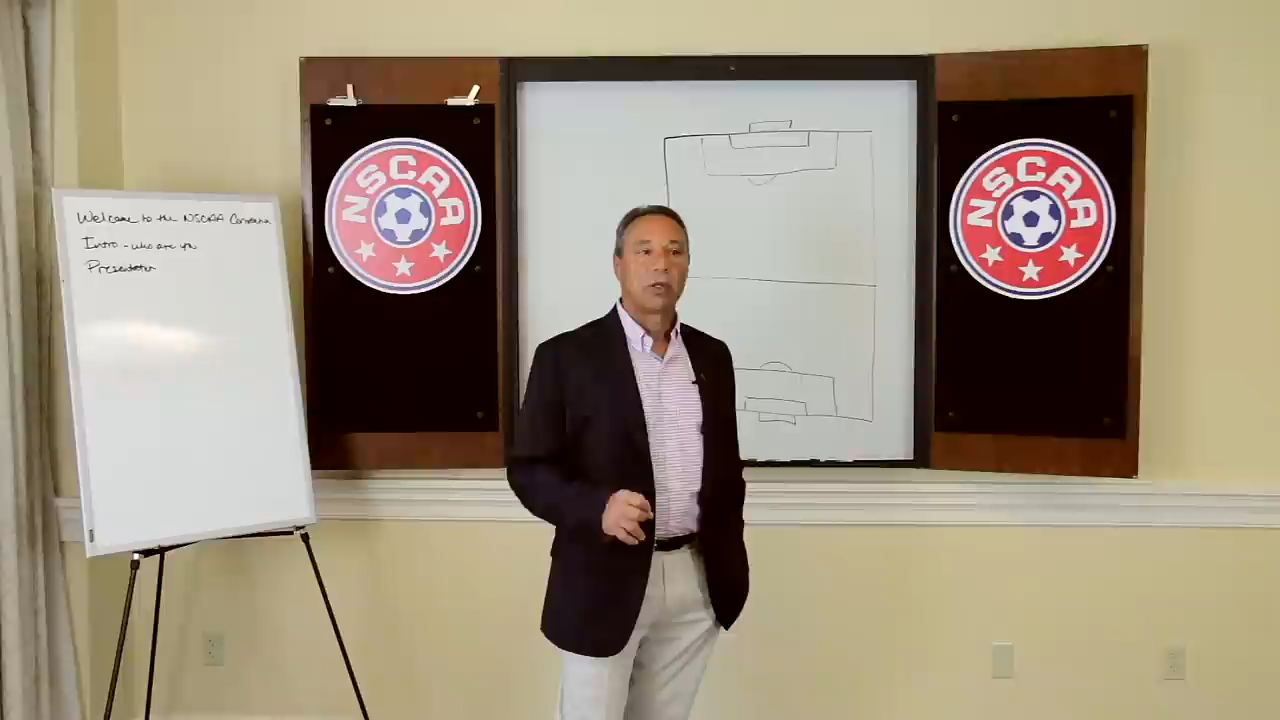 Welcome to the NSCAA Convention
Intro - who are you
Presentation
NSCAA
NSCAA